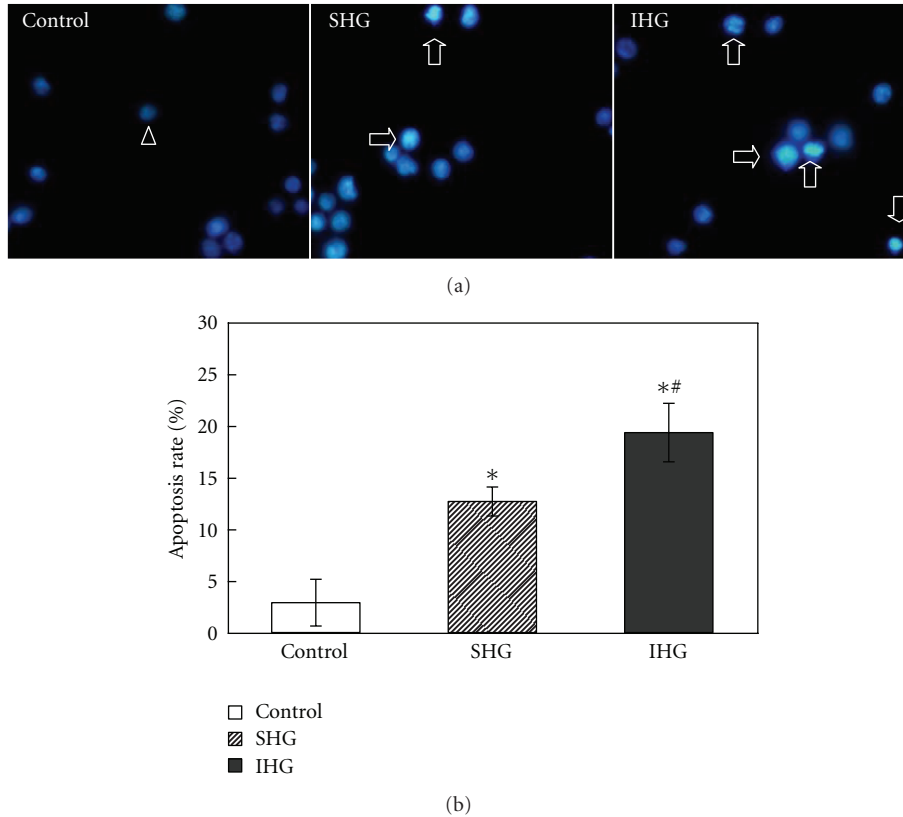 Control
SHG
IHG
(a)
30
25
20
15
10
5
0
Apoptosis rate (%)
*
*#
Control
SHG
IHG
Control
SHG
IHG
(b)